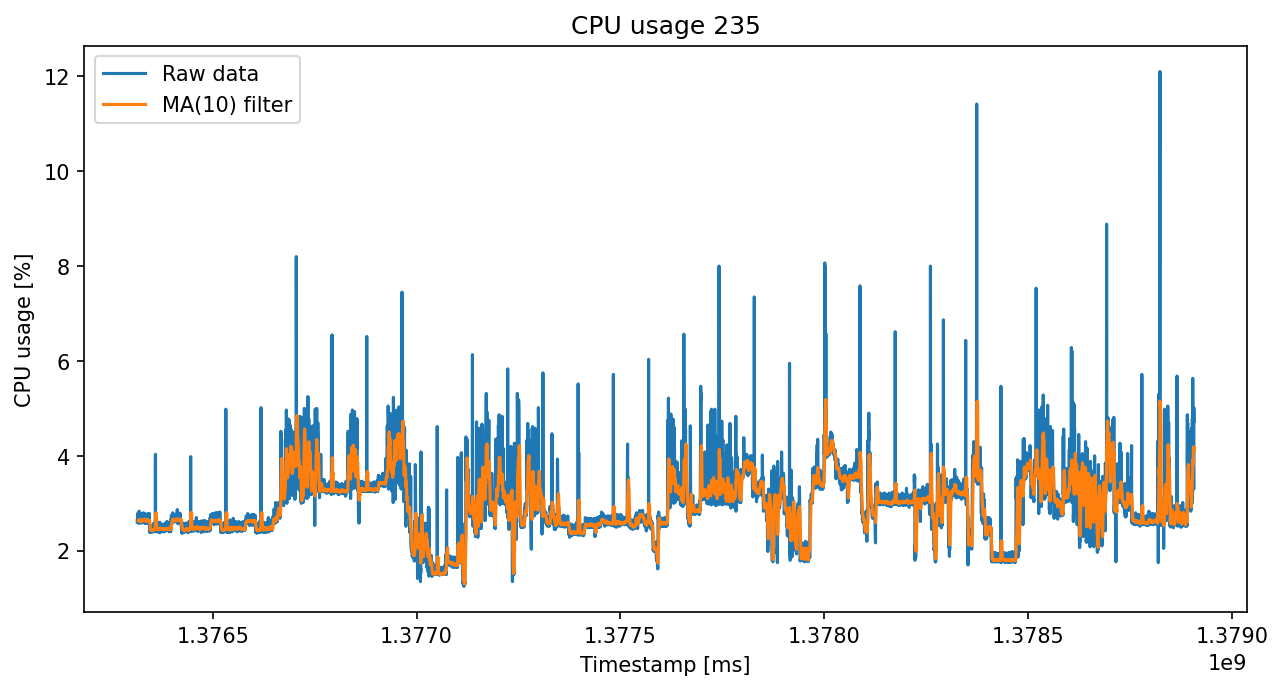 CPU usage 235
Raw data
MA(10) filter
CPU usage [%]
12
10
8
6
4
2
1.3765 1.3770 1.3775 1.3780 1.3785 1.3790
1e9
Timestamp [ms]